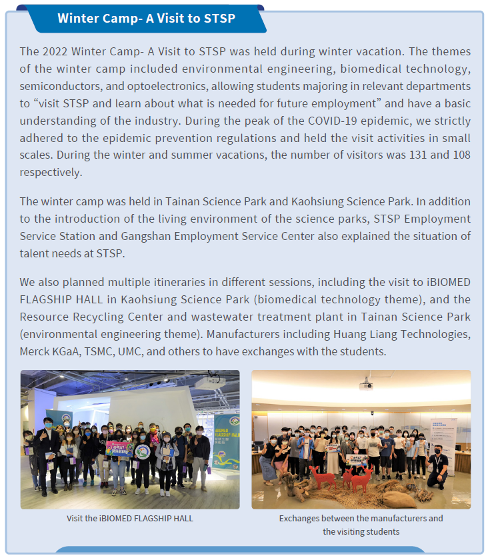 Winter Camp- A Visit to STSP
The 2022 Winter Camp- A Visit to STSP was held during winter vacation. The themes
of the winter camp included environmental engineering, biomedical technology,
semiconductors, and optoelectronics, allowing students majoring in relevant departments
to “visit STSP and learn about what is needed for future employment” and have a basic
understanding of the industry. During the peak of the COVID-19 epidemic, we strictly
adhered to the epidemic prevention regulations and held the visit activities in small
scales. During the winter and summer vacations, the number of visitors was 131 and 108
respectively.
The winter camp was held in Tainan Science Park and Kaohsiung Science Park. In addition
to the introduction of the living environment of the science parks, STSP Employment
Service Station and Gangshan Employment Service Center also explained the situation of
talent needs at STSP.
We also planned multiple itineraries in different sessions, including the visit to iBIOMED
FLAGSHIP HALL in Kaohsiung Science Park (biomedical technology theme), and the
Resource Recycling Center and wastewater treatment plant in Tainan Science Park
(environmental engineering theme). Manufacturers including Huang Liang Technologies,
Merck KGaA, TSMC, UMC, and others to have exchanges with the students.
Visit the iBIOMED FLAGSHIP HALL
Exchanges between the manufacturers and
the visiting students